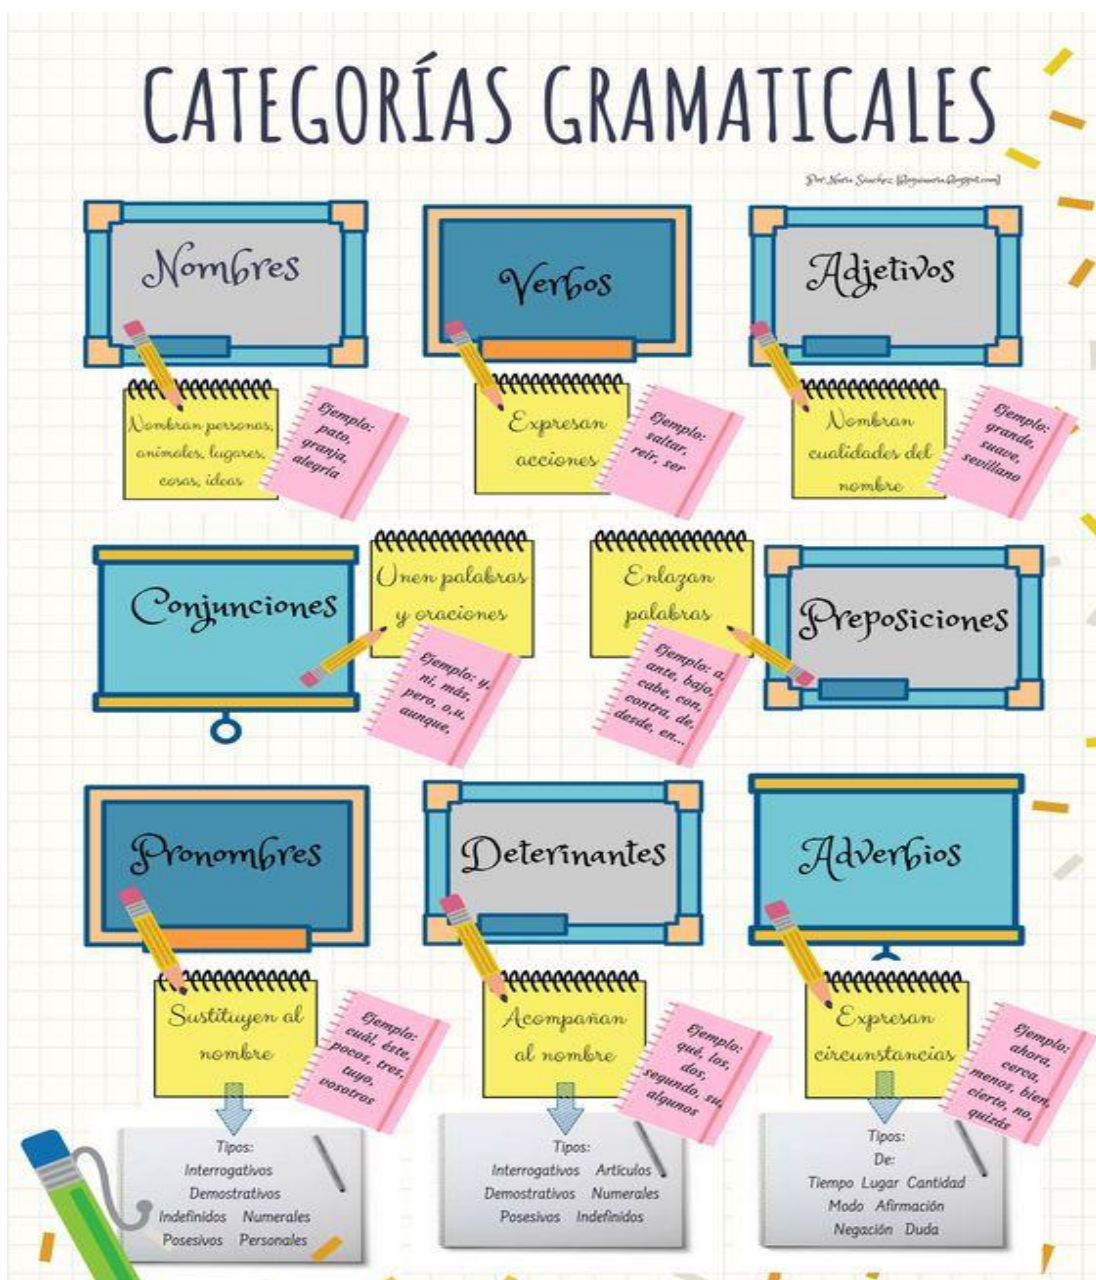 CATEGORÍAS GRAMATICALES
Por Nuria Sánchez
Nombres
Nombran personas,
animales, lugares,
cosas, ideas
Ejemplo:
pato,
granja,
alegría
Verbos
Expresan
acciones
Ejemplo:
saltar,
reír, ser
Adjetivos
Nombran
cualidades del
nombre
Ejemplo:
grande,
suave,
sevillano
Conjunciones
Unen palabras
y oraciones
Ejemplo: y,
ni, más,
pero, o,u,
aunque,
Enlazan
palabras
Ejemplo: a,
ante, bajo,
cabe, con,
contra, de,
desde, en...
Preposiciones
Pronombres
Sustituyen al
nombre
Ejemplo:
cuál, éste,
pocos, tres,
tuyo,
vosotros
Tipos:
Interrogativos
Demostrativos
Indefinidos Numerales
Posesivos Personales
Deterinantes
Acompañan
al nombre
Ejemplo:
qué, los,
dos,
segundo, su,
algunos
Tipos:
Interrogativos Artículos
Demostrativos Numerales
Posesivos Indefinidos
Adverbios
Expresan
circunstancias
Ejemplo:
ahora,
cerca,
menos, bien,
cierto, no,
quizás
Tipos:
De:
Tiempo Lugar Cantidad
Modo Afirmación
Negación Duda